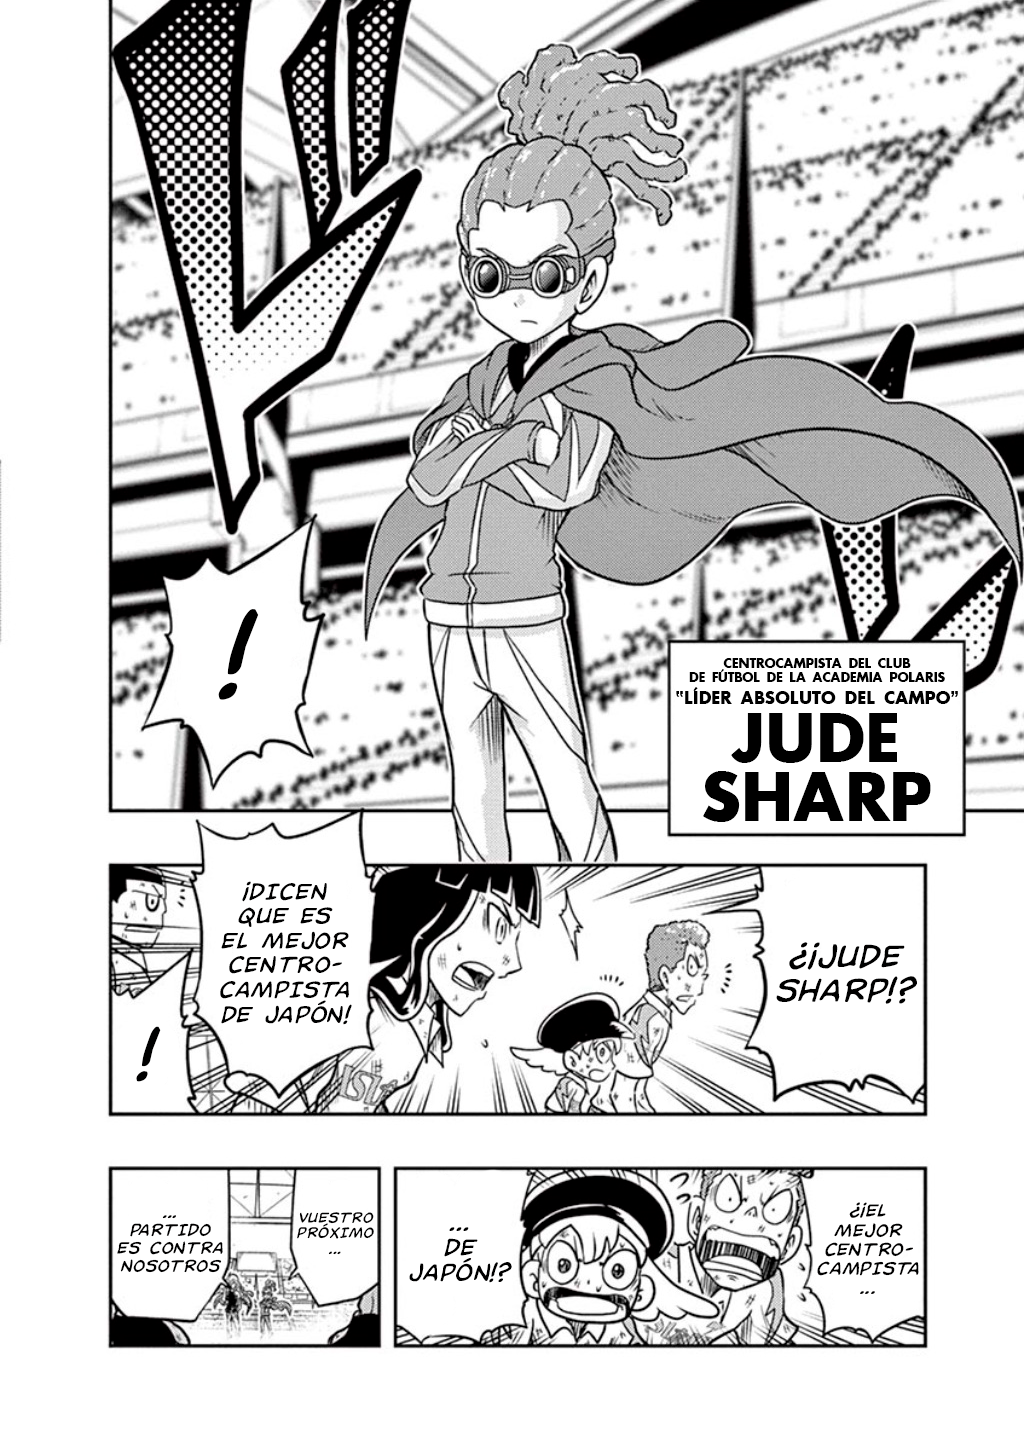 !
CENTROCAMPISTA DEL CLUB
DE FÚTBOL DE LA ACADEMIA POLARIS
"LÍDER ABSOLUTO DEL CAMPO"
JUDE
SHARP
¿¡¡JUDE
SHARP!?
¡DICEN
QUE ES
EL MEJOR
CENTRO-
CAMPISTA
DE JAPÓN!
!
¿¡EL
MEJOR
CENTRO-
CAMPISTA
...
...
DE
JAPÓN!?
VUESTRO
PRÓXIMO
...
...
PARTIDO
ES CONTRA
NOSOTROS